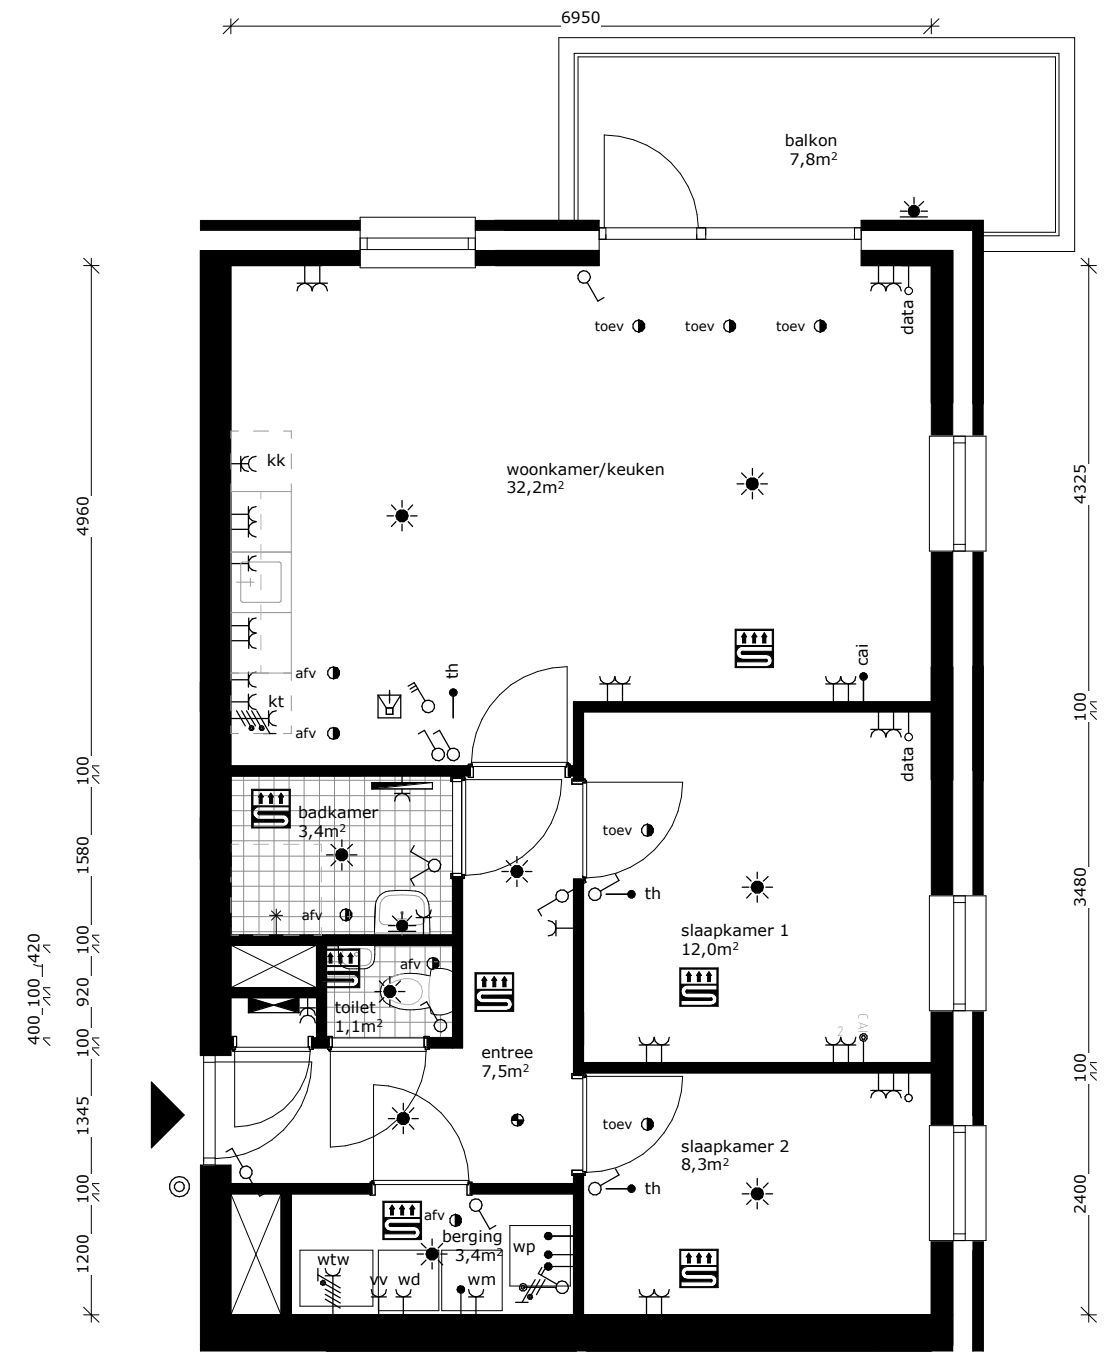 6950
balkon
7,8m²
toev
toev
toev
data
kk
woonkamer/keuken
32,2m²
4960
4325
afv
th
cai
kt
afv
100
100
data
badkamer
3,4m²
toev
1580
th
3480
afv
slaapkamer 1
12,0m²
100
420
afv
920
100
400
toilet
1,1m²
CAI
2
100
entree
7,5m²
100
1345
toev
slaapkamer 2
8,3m²
100
th
2400
afv
berging
3,4m²
wp
1200
wtw
vv
wd
wm